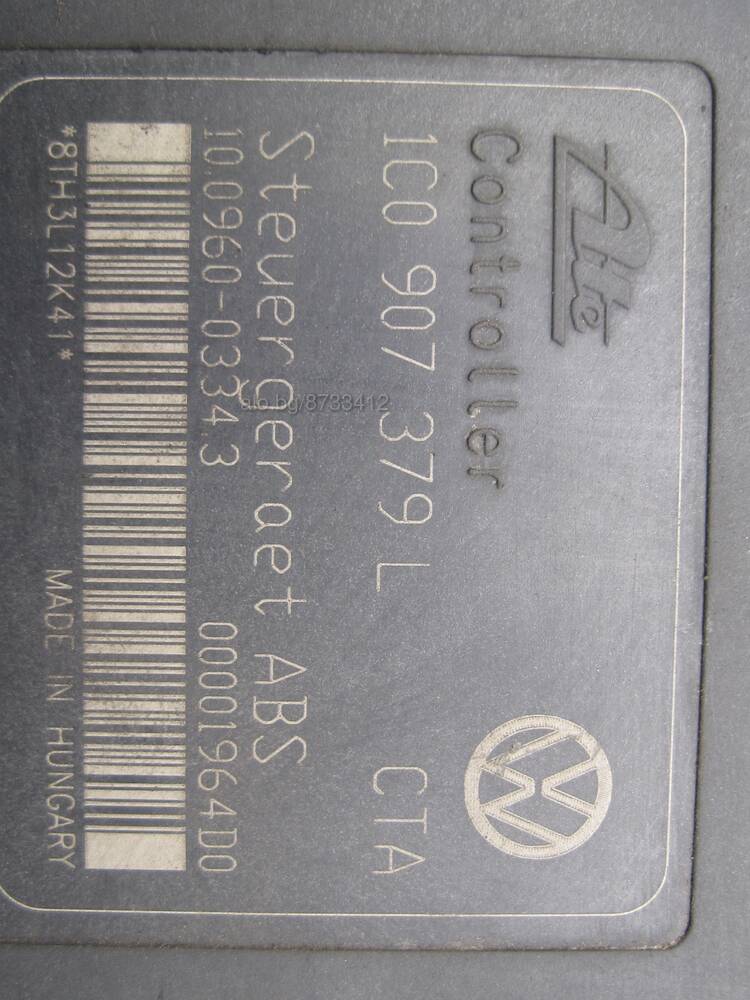 Ate
Controller
1C0 907 379 L CTA
Steuergeraet ABS
10.0960-0334.3 00001964D0
*8TH3L12K41* MADE IN HUNGARY
alo.bg/8733412